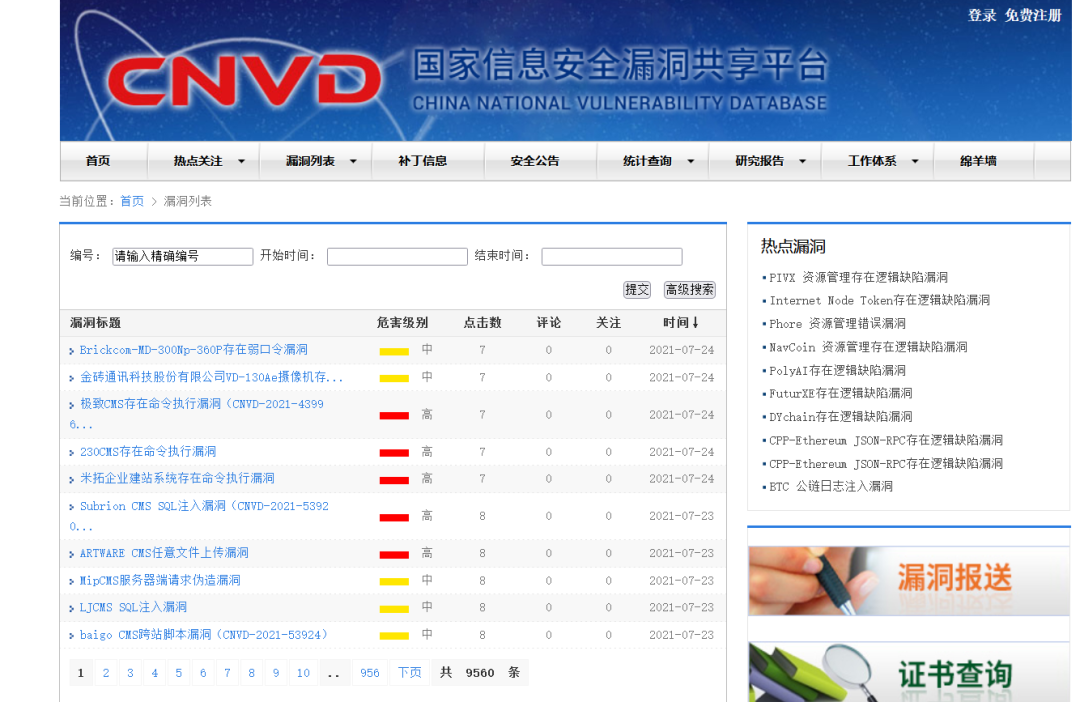 登录 免费注册
CNVD 国家信息安全漏洞共享平台
CHINA NATIONAL VULNERABILITY DATABASE
首页 热点关注 漏洞列表 补丁信息 安全公告 统计查询 研究报告 工作体系 绵羊墙
当前位置：首页 > 漏洞列表
编号： 请输入精确编号 开始时间： 结束时间：
提交 高级搜索
漏洞标题 危害级别 点击数 评论 关注 时间↓
Brickcom-MD-300Np-360P存在弱口令漏洞 中 7 0 0 2021-07-24
金砖通讯科技股份有限公司VD-130Ae摄像机存... 中 7 0 0 2021-07-24
极致CMS存在命令执行漏洞（CNVD-2021-4399
6... 高 7 0 0 2021-07-24
230CMS存在命令执行漏洞 高 7 0 0 2021-07-24
米拓企业建站系统存在命令执行漏洞 高 7 0 0 2021-07-24
Subrion CMS SQL注入漏洞（CNVD-2021-5392
0... 高 8 0 0 2021-07-23
ARTWARE CMS任意文件上传漏洞 高 8 0 0 2021-07-23
MipCMS服务器端请求伪造漏洞 中 8 0 0 2021-07-23
LJCMS SQL注入漏洞 中 8 0 0 2021-07-23
baigo CMS跨站脚本漏洞（CNVD-2021-53924） 中 8 0 0 2021-07-23
1 2 3 4 5 6 7 8 9 10 .. 956 下页 共 9560 条
热点漏洞
PIVX 资源管理存在逻辑缺陷漏洞
Internet Node Token存在逻辑缺陷漏洞
Phore 资源管理错误漏洞
NavCoin 资源管理存在逻辑缺陷漏洞
PolyAI存在逻辑缺陷漏洞
FuturXE存在逻辑缺陷漏洞
DYchain存在逻辑缺陷漏洞
CPP-Ethereum JSON-RPC存在逻辑缺陷漏洞
CPP-Ethereum JSON-RPC存在逻辑缺陷漏洞
BTC 公链日志注入漏洞
漏洞报送
证书查询